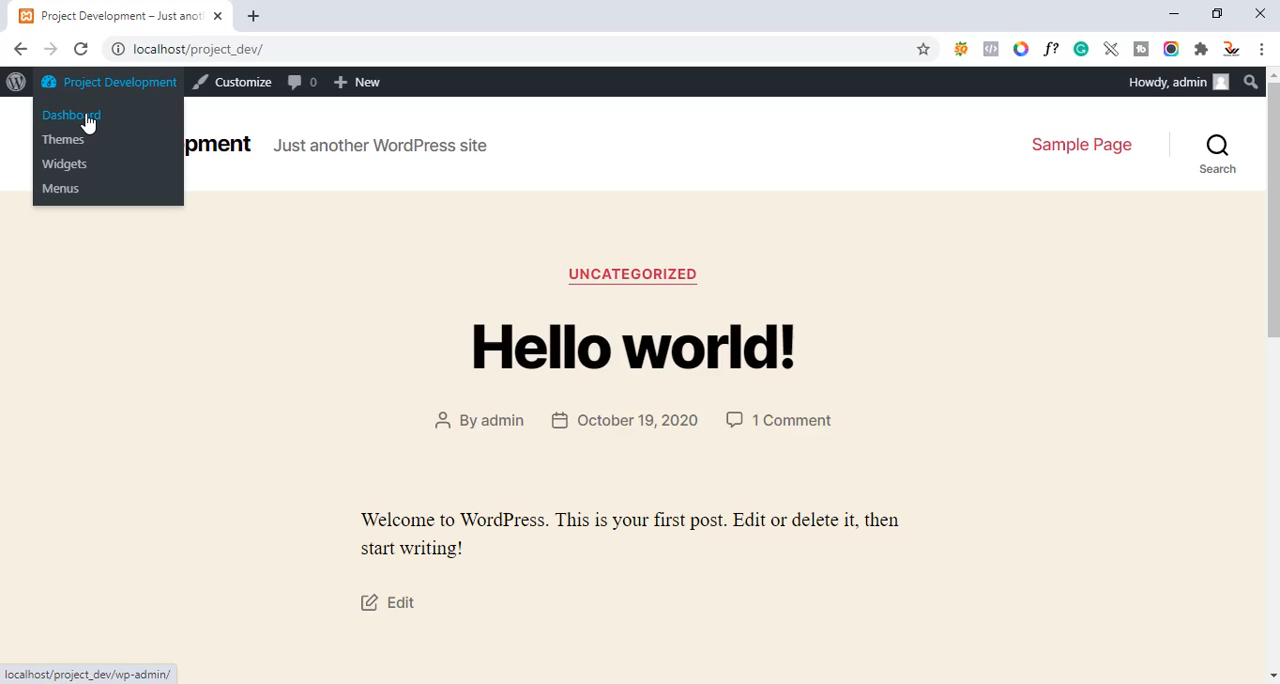 Project Development – Just anot
localhost/project_dev/
Project Development Customize 0 New Howdy, admin
Dashboard
Themes
Widgets
Menus
pment Just another WordPress site Sample Page
Search
UNCATEGORIZED
Hello world!
By admin October 19, 2020 1 Comment
Welcome to WordPress. This is your first post. Edit or delete it, then
start writing!
Edit
localhost/project_dev/wp-admin/